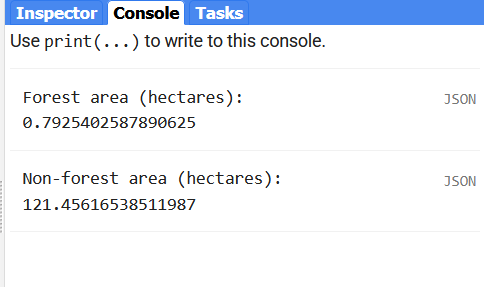 Inspector Console Tasks
Use print(...) to write to this console.
Forest area (hectares): JSON
0.7925402587890625
Non-forest area (hectares): JSON
121.45616538511987